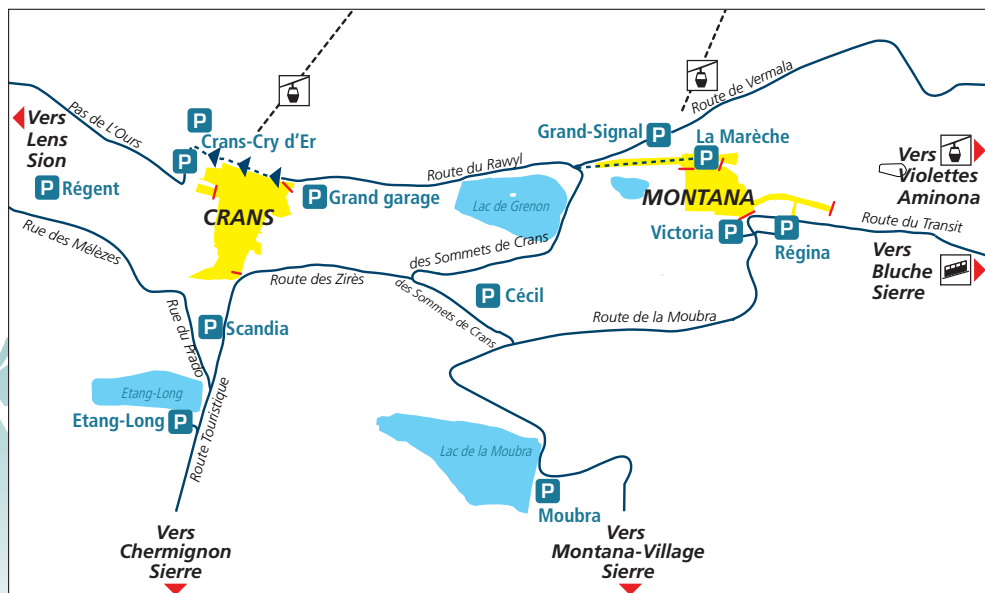 Pas de L'Ours
Vers
Lens
Sion
P
Crans-Cry d'Er
P
P Régent
CRANS
P
Grand garage
Route du Rawyl
Grand-Signal P
Route de Vermala
La Marèche
P
MONTANA
Lac de Grenon
Vers
Violettes
Aminona
Victoria P
P
Régina
Route du Transit
Vers
Bluche
Sierre
Rue des Mélèzes
des Sommets de Crans
Route des Zirès
des Sommets de Crans
P Cécil
Route de la Moubra
Rue du Prado
P Scandia
Etang-Long
Etang-Long P
Route Touristique
Lac de la Moubra
P
Moubra
Vers
Chermignon
Sierre
Vers
Montana-Village
Sierre